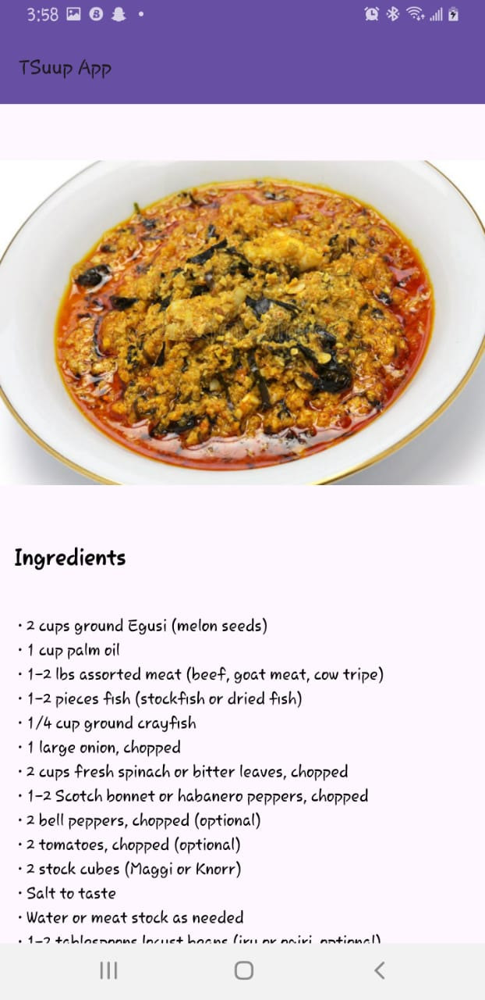 3:58
TSuup App
Ingredients
• 2 cups ground Egusi (melon seeds)
• 1 cup palm oil
• 1-2 lbs assorted meat (beef, goat meat, cow tripe)
• 1-2 pieces fish (stockfish or dried fish)
• 1/4 cup ground crayfish
• 1 large onion, chopped
• 2 cups fresh spinach or bitter leaves, chopped
• 1-2 Scotch bonnet or habanero peppers, chopped
• 2 bell peppers, chopped (optional)
• 2 tomatoes, chopped (optional)
• 2 stock cubes (Maggi or Knorr)
• Salt to taste
• Water or meat stock as needed
• 1-2 tablespoons locust beans (iru or ogiri, optional)